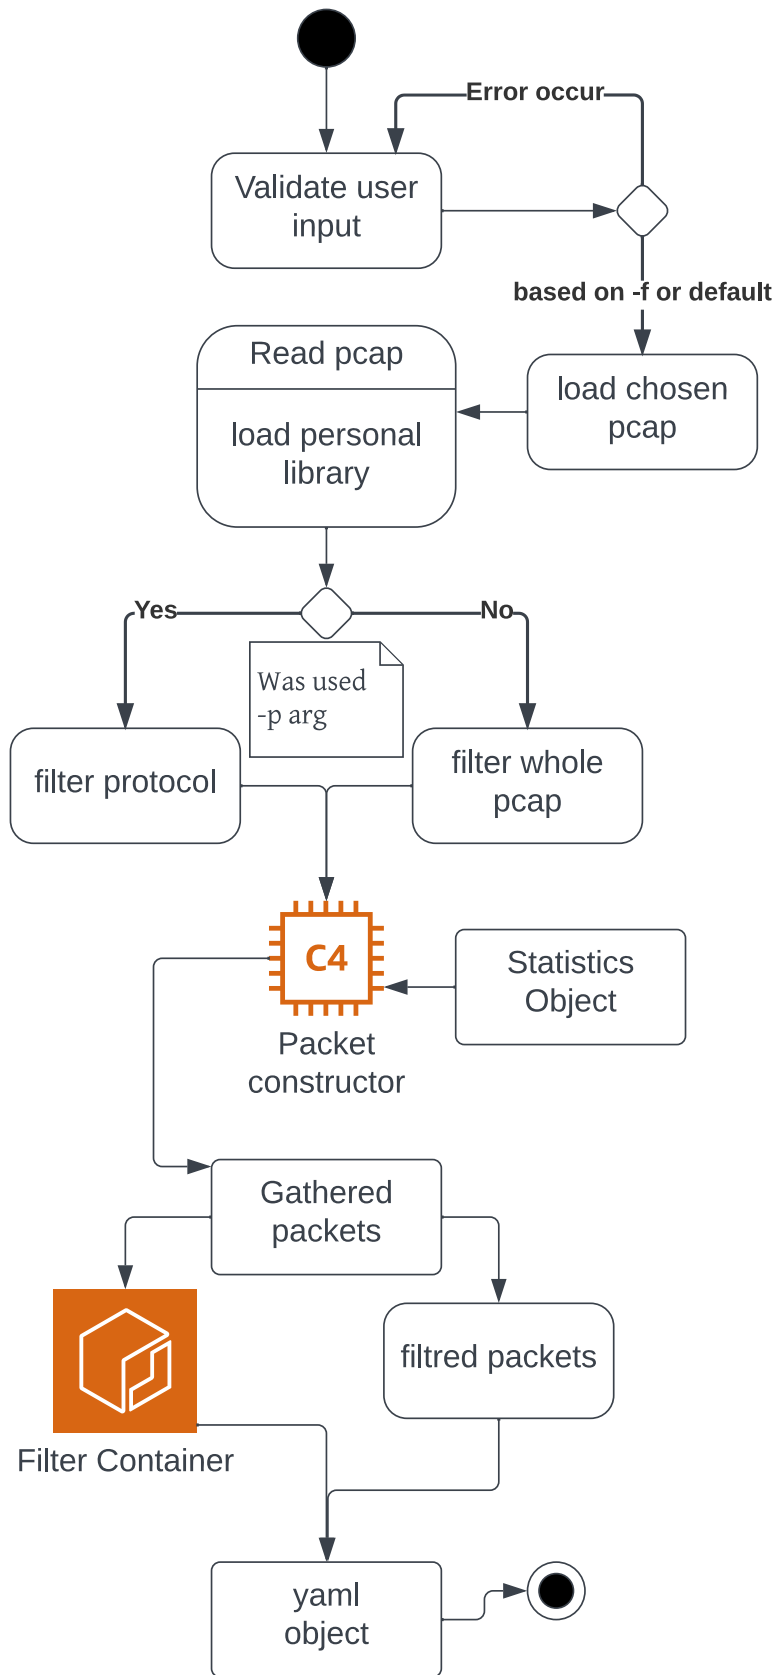 Error occur
Validate user
input
based on -f or default
Read pcap
load personal
library
load chosen
pcap
Yes
No
Was used
-p arg
filter protocol
filter whole
pcap
C4
Packet
constructor
Statistics
Object
Gathered
packets
filtred packets
Filter Container
yaml
object